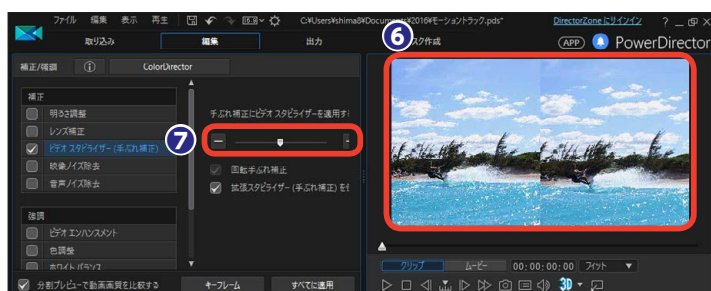 ファイル 編集 表示 再生 16:9 C:¥Users¥shima8¥Documents¥2016¥モーショントラック.pds* DirectorZone にサインイン ? _ ×
取り込み 編集 出力 ⑥ スク作成 (APP) PowerDirector
補正/強調 ⓘ ColorDirector
補正
明るさ調整
レンズ補正
ビデオ スタビライザー (手ぶれ補正)
映像ノイズ除去
音声ノイズ除去
強調
ビデオ エンハンスメント
色調整
ホワイト バランス
分割プレビューで動画画質を比較する
手ぶれ補正にビデオ スタビライザーを適用す
⑦
回転手ぶれ補正
拡張スタビライザー (手ぶれ補正) を
キーフレーム すべてに適用
クリップ ムービー 00; 00; 00; 00 フィット
3D